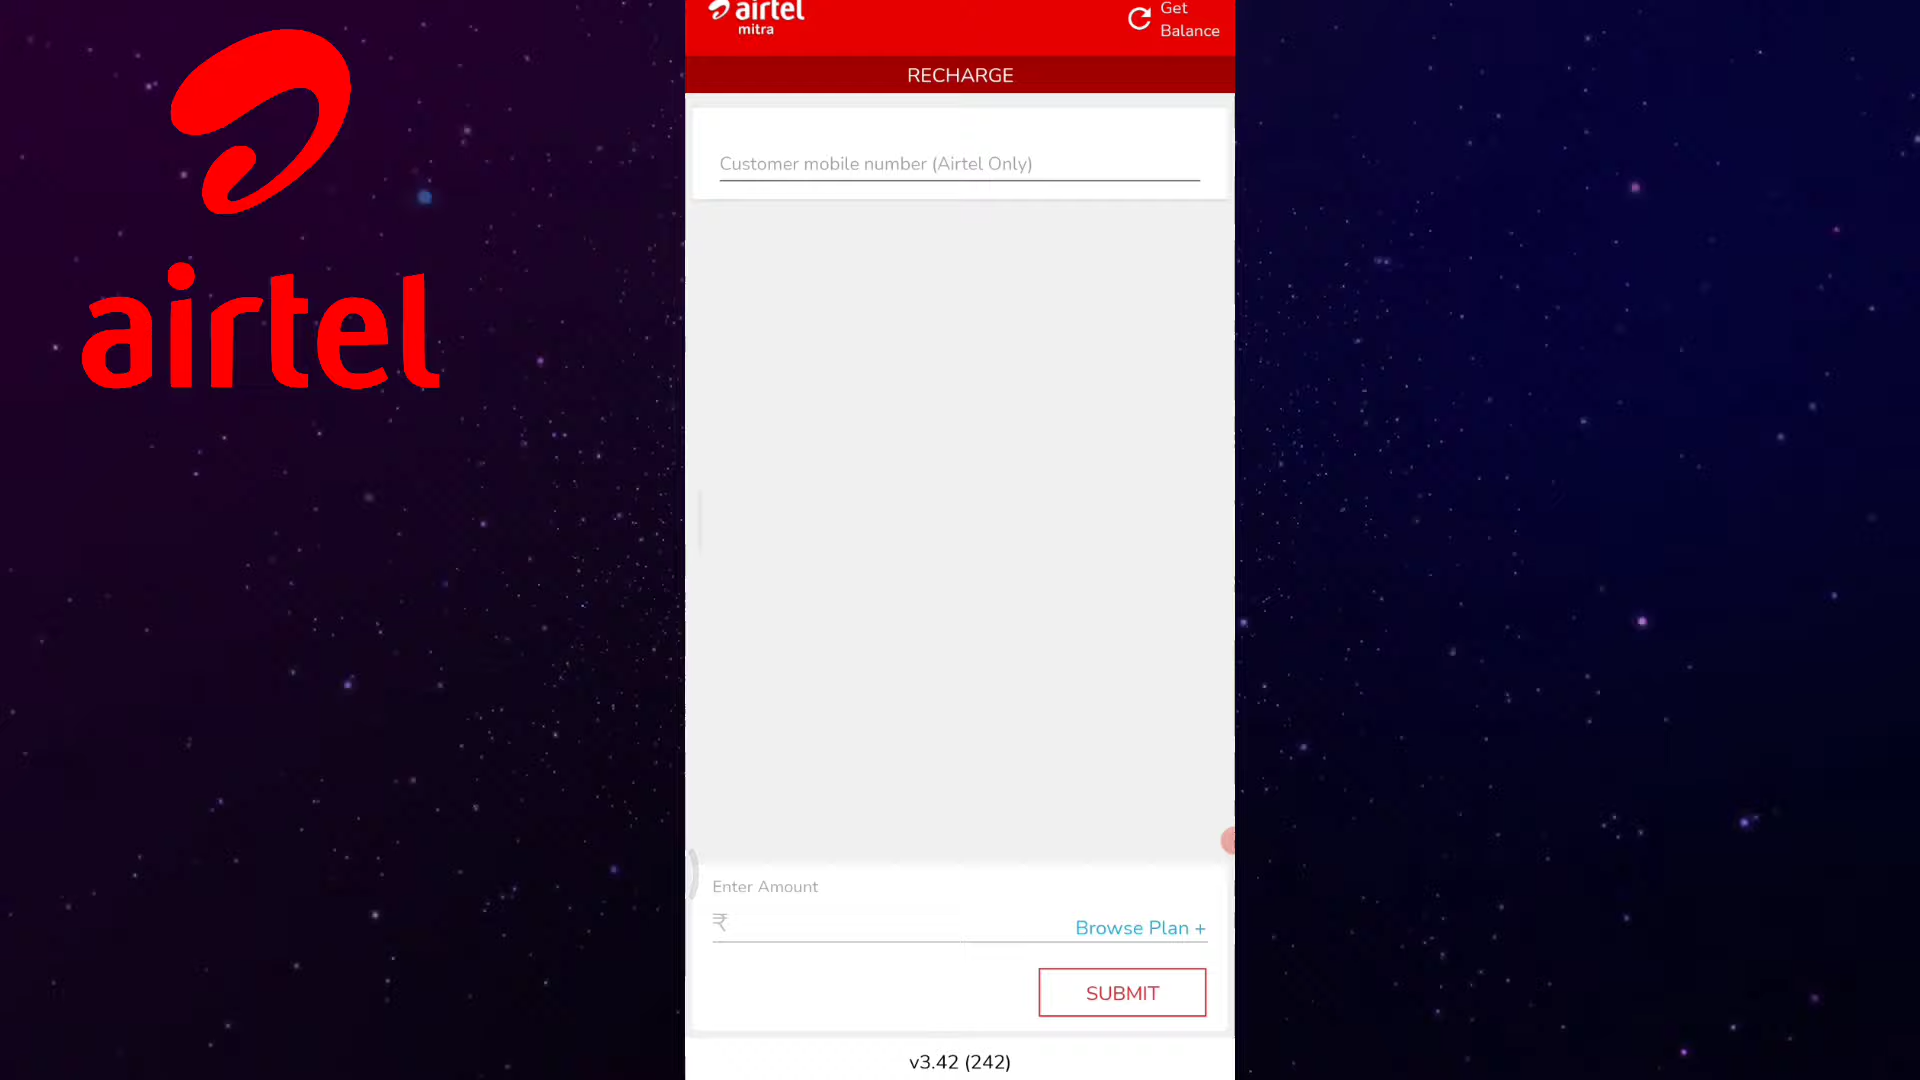 airtel
airtel
mitra
Get
Balance
RECHARGE
Customer mobile number (Airtel Only)
Enter Amount
₹
Browse Plan +
SUBMIT
v3.42 (242)